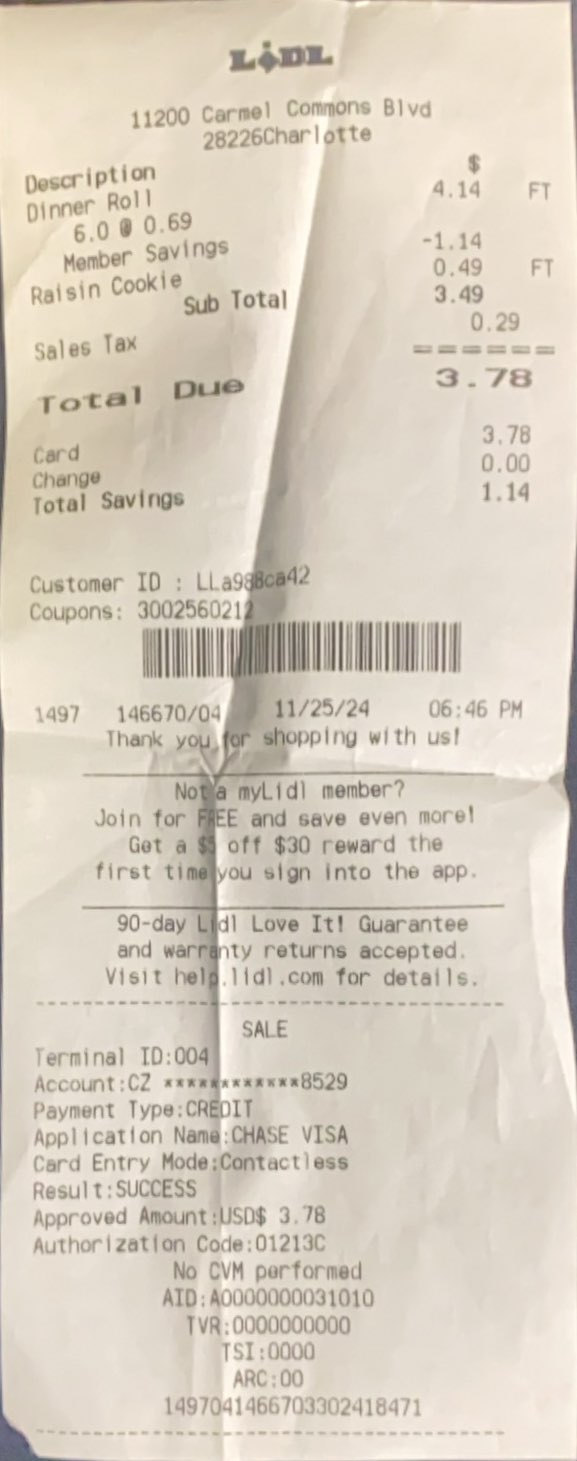 LIDL
11200 Carmel Commons Blvd
28226Charlotte
Description $
Dinner Roll 4.14 FT
6.0 @ 0.69
Member Savings -1.14
Raisin Cookie 0.49 FT
Sub Total 3.49
Sales Tax 0.29
======
Total Due 3.78
Card 3.78
Change 0.00
Total Savings 1.14
Customer ID : LLa988ca42
Coupons: 3002560212
1497 146670/04 11/25/24 06:46 PM
Thank you for shopping with us!
Not a myLidl member?
Join for FREE and save even more!
Get a $5 off $30 reward the
first time you sign into the app.
90-day Lidl Love It! Guarantee
and warranty returns accepted.
Visit help.lidl.com for details.
SALE
Terminal ID:004
Account:CZ ************8529
Payment Type:CREDIT
Application Name:CHASE VISA
Card Entry Mode:Contactless
Result:SUCCESS
Approved Amount:USD$ 3.78
Authorization Code:01213C
No CVM performed
AID:A0000000031010
TVR:0000000000
TSI:0000
ARC:00
1497041466703302418471